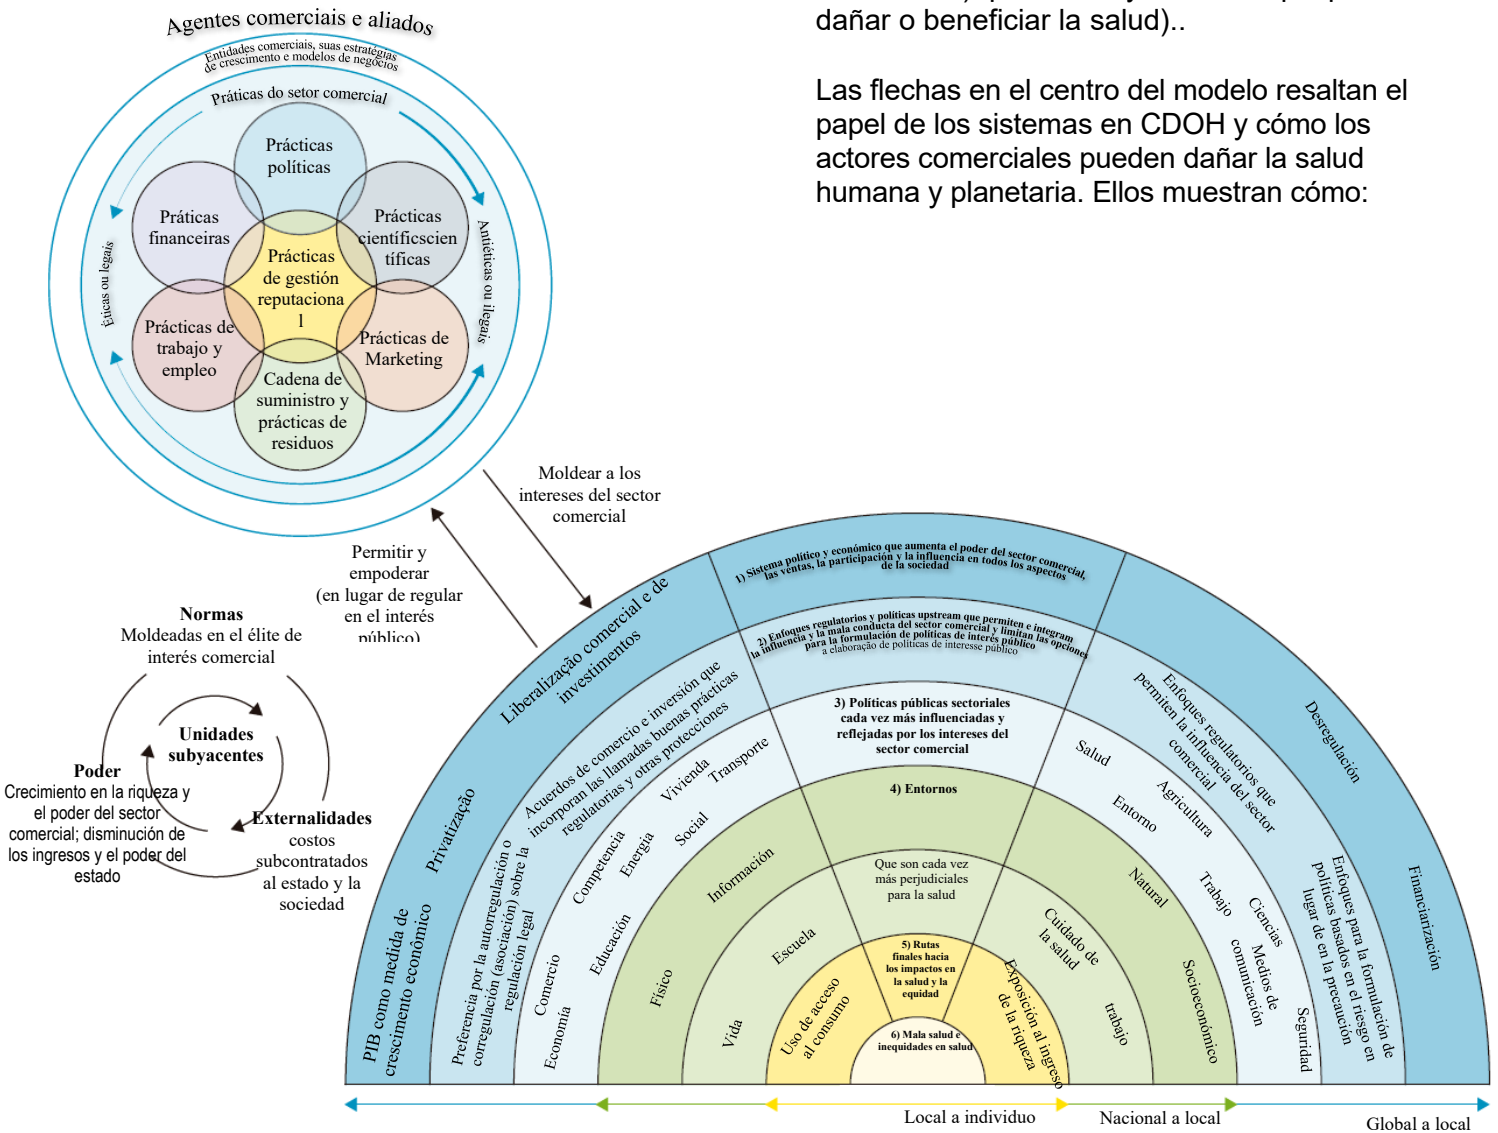 dañar o beneficiar la salud)..
Las flechas en el centro del modelo resaltan el
papel de los sistemas en CDOH y cómo los
actores comerciales pueden dañar la salud
humana y planetaria. Ellos muestran cómo:
Agentes comerciais e aliados
Entidades comerciais, suas estratégias
de crescimento e modelos de negócios
Práticas do setor comercial
Prácticas
políticas
Práticas
financeiras
Prácticas
científicscien
tíficas
Prácticas
de gestión
reputaciona
l
Éticas ou legais
Antiéticas ou ilegais
Prácticas de
trabajo y
empleo
Prácticas de
Marketing
Cadena de
suministro y
prácticas de
residuos
Moldear a los
intereses del sector
comercial
Permitir y
empoderar
(en lugar de regular
en el interés
público)
Normas
Moldeadas en el élite de
interés comercial
Unidades
subyacentes
Poder
Crecimiento en la riqueza y
el poder del sector
comercial; disminución de
los ingresos y el poder del
estado
Externalidades
costos
subcontratados
al estado y la
sociedad
1) Sistema político y económico que aumenta el poder del sector comercial,
las ventas, la participación y la influencia en todos los aspectos
de la sociedad
PIB como medida de
crescimento econômico
Privatização
Liberalização comercial e de
investimentos
Desregulación
Financiarización
2) Enfoques regulatorios y políticas upstream que permiten e integram
la influencia y la mala conducta del sector comercial y limitan las opciones
para la formulación de políticas de interés público
a elaboração de políticas de interesse público
Preferencia por la autorregulación o
corregulación (asociación) sobre la
regulación legal
Acuerdos de comercio e inversión que
incorporan las llamadas buenas prácticas
regulatorias y otras protecciones
Enfoques regulatorios que
permiten la influencia del sector
comercial
Enfoques para la formulación de
políticas basados en el riesgo en
lugar de en la precaución
3) Políticas públicas sectoriales
cada vez más influenciadas y
reflejadas por los intereses del
sector comercial
Economía
Comercio
Educación
Competencia
Energia
Social
Vivienda
Transporte
Salud
Entorno
Agricultura
Trabajo
Ciencias
Medios de
comunicación
Seguridad
4) Entornos
Fisico
Información
Natural
Socioeconómico
Que son cada vez
más perjudiciales
para la salud
Vida
Escuela
Cuidado de
la salud
trabajo
5) Rutas
finales hacia
los impactos en
la salud y la
equidad
Uso de acceso
al consumo
Exposición al ingreso
de la riqueza
6) Mala salud e
inequidades en salud
Local a individuo
Nacional a local
Global a local